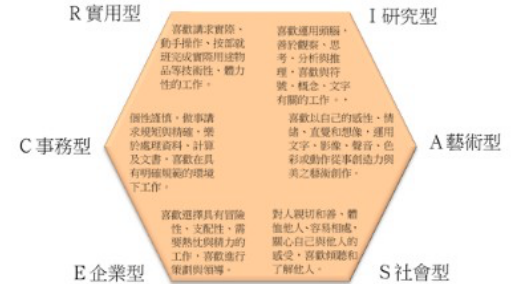 R 實用型
I 研究型
喜歡講求實際、
動手操作、按部就
班完成實際用途物
品等技術性、體力
性的工作。
喜歡運用頭腦，
善於觀察、思
考、分析與推
理，喜歡與符
號、概念、文字
有關的工作。
C 事務型
A 藝術型
個性謹慎，做事講
求規矩與精確，樂
於處理資料、計算
及文書，喜歡在具
有明確規範的環境
下工作。
喜歡以自己的感性、情
緒、直覺和想像，運用
文字、影像、聲音、色
彩或動作從事創造力與
美之藝術創作。
喜歡選擇具有冒險
性、支配性、需
要熱忱與精力的
工作，喜歡進行
策劃與領導。
對人親切和善、體
恤他人、容易相處，
關心自己與他人的
感受，喜歡傾聽和
了解他人。
E 企業型
S 社會型